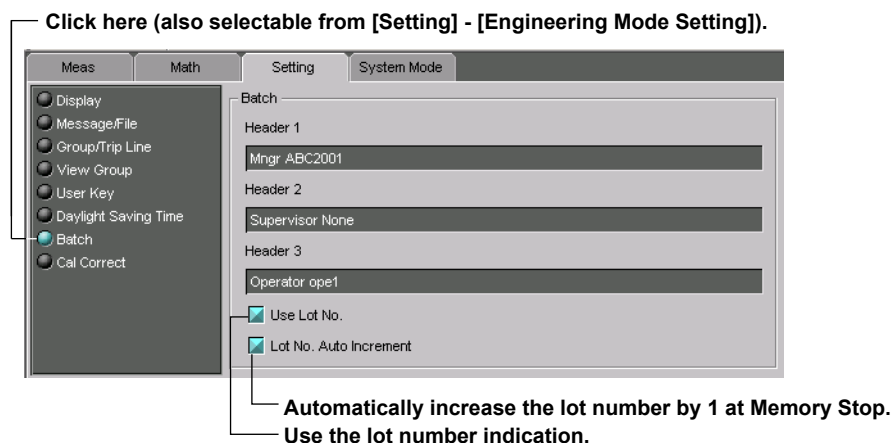 Click here (also selectable from [Setting] - [Engineering Mode Setting]).
Meas Math Setting System Mode
Display
Message/File
Group/Trip Line
View Group
User Key
Daylight Saving Time
Batch
Cal Correct
Batch
Header 1
Mngr ABC2001
Header 2
Supervisor None
Header 3
Operator ope1
Use Lot No.
Lot No. Auto Increment
Automatically increase the lot number by 1 at Memory Stop.
Use the lot number indication.